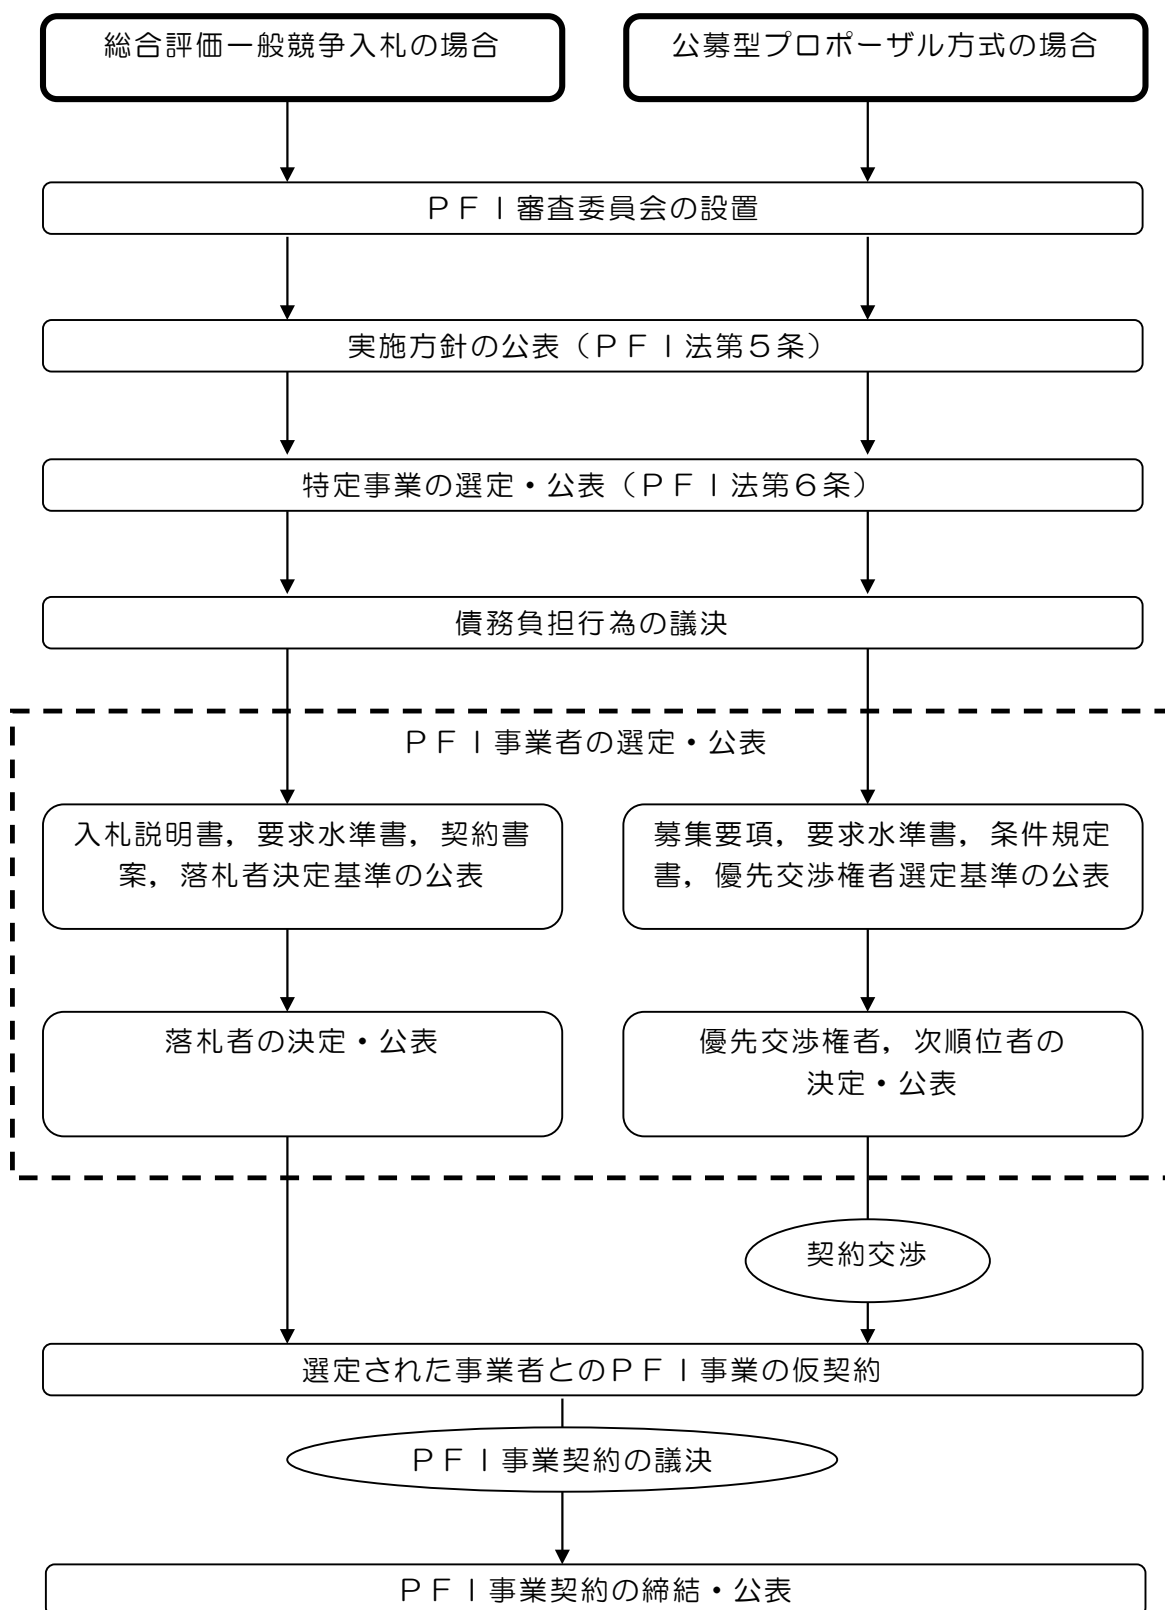 総合評価一般競争入札の場合
公募型プロポーザル方式の場合
ＰＦＩ審査委員会の設置
実施方針の公表（ＰＦＩ法第５条）
特定事業の選定・公表（ＰＦＩ法第６条）
債務負担行為の議決
ＰＦＩ事業者の選定・公表
入札説明書，要求水準書，契約書
案，落札者決定基準の公表
募集要項，要求水準書，条件規定
書，優先交渉権者選定基準の公表
落札者の決定・公表
優先交渉権者，次順位者の
決定・公表
契約交渉
選定された事業者とのＰＦＩ事業の仮契約
ＰＦＩ事業契約の議決
ＰＦＩ事業契約の締結・公表